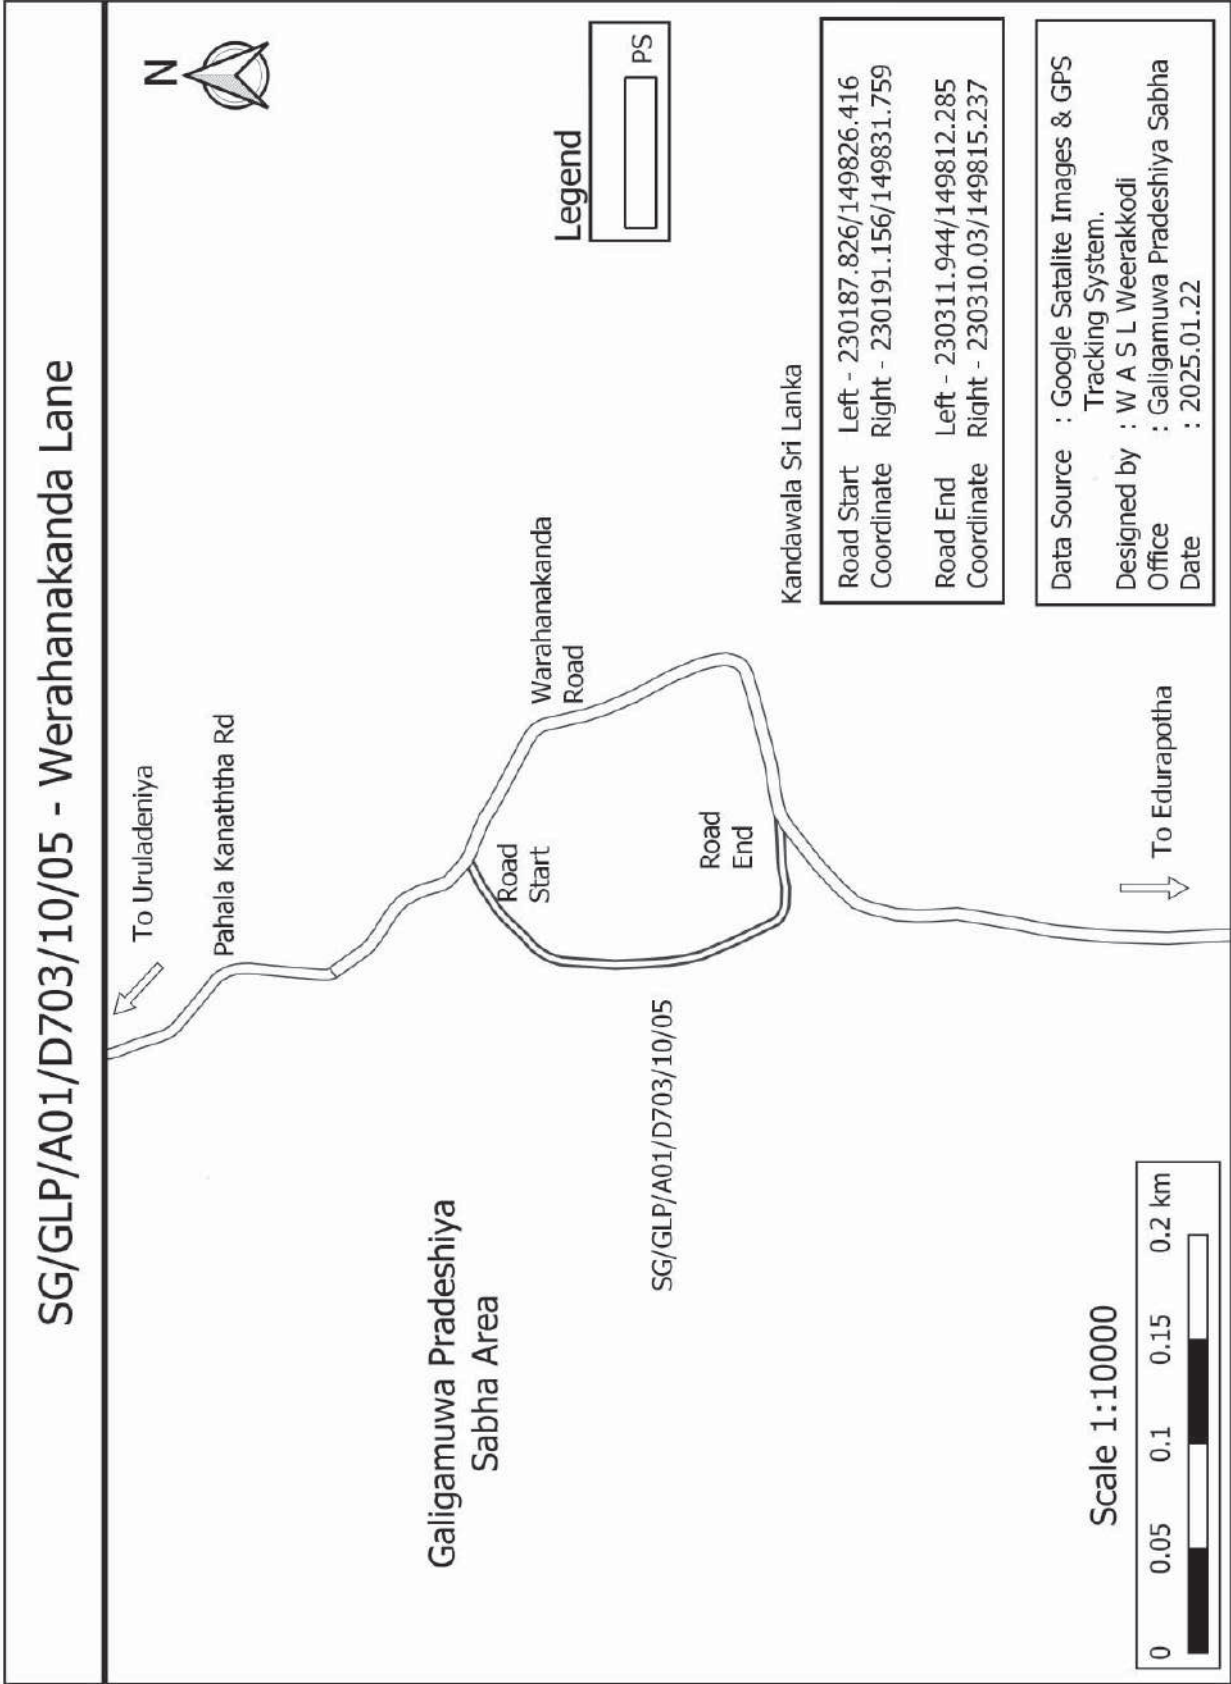 SG/GLP/A01/D703/10/05 - Werahanakanda Lane
N
To Uruladeniya
Pahala Kanaththa Rd
Legend
PS
Galigamuwa Pradeshiya
Sabha Area
Road
Start
Warahanakanda
Road
SG/GLP/A01/D703/10/05
Road
End
Kandawala Sri Lanka
Road Start Left - 230187.826/149826.416
Coordinate Right - 230191.156/149831.759
Road End Left - 230311.944/149812.285
Coordinate Right - 230310.03/149815.237
To Edurapotha
Data Source : Google Satalite Images & GPS
Tracking System.
Designed by : W A S L Weerakkodi
Office : Galigamuwa Pradeshiya Sabha
Date : 2025.01.22
Scale 1:10000
0 0.05 0.1 0.15 0.2 km